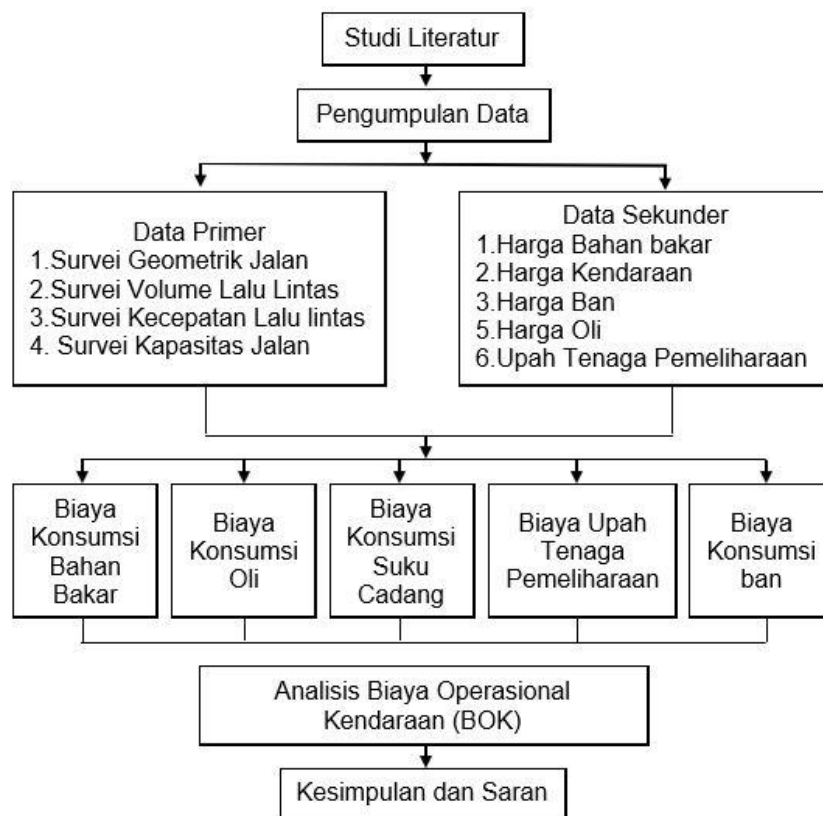 Studi Literatur
Pengumpulan Data
Data Primer
1.Survei Geometrik Jalan
2.Survei Volume Lalu Lintas
3.Survei Kecepatan Lalu lintas
4. Survei Kapasitas Jalan
Data Sekunder
1.Harga Bahan bakar
2.Harga Kendaraan
3.Harga Ban
5.Harga Oli
6.Upah Tenaga Pemeliharaan
Biaya
Konsumsi
Bahan
Bakar
Biaya
Konsumsi
Oli
Biaya
Konsumsi
Suku
Cadang
Biaya Upah
Tenaga
Pemeliharaan
Biaya
Konsumsi
ban
Analisis Biaya Operasional
Kendaraan (BOK)
Kesimpulan dan Saran